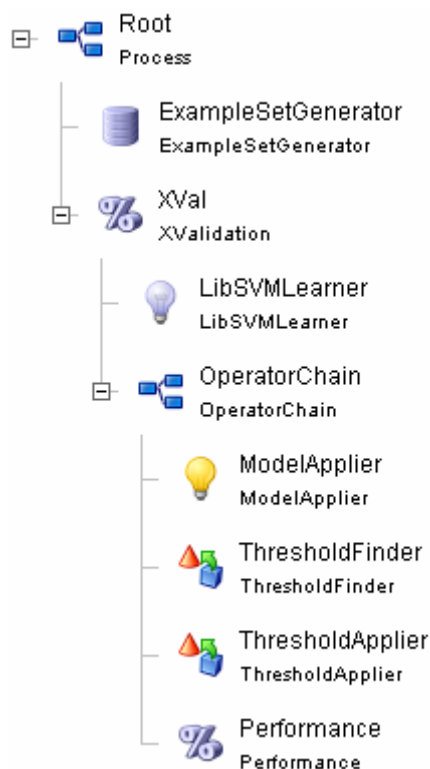 Root
Process
ExampleSetGenerator
ExampleSetGenerator
XVal
XValidation
LibSVMLearner
LibSVMLearner
OperatorChain
OperatorChain
ModelApplier
ModelApplier
ThresholdFinder
ThresholdFinder
ThresholdApplier
ThresholdApplier
Performance
Performance